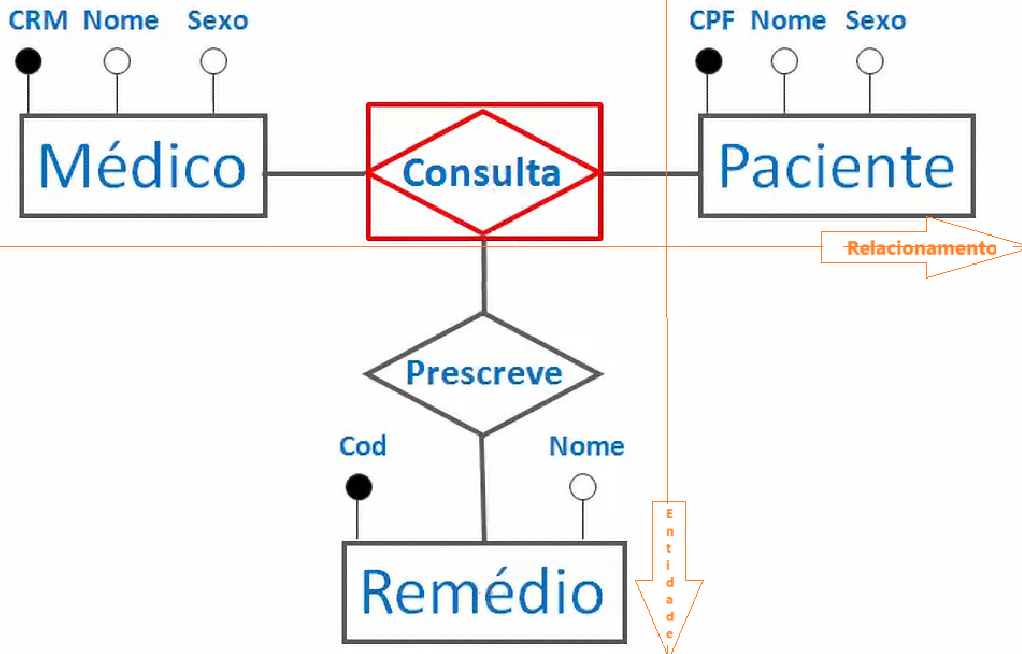 CRM Nome Sexo
CPF Nome Sexo
Médico
Consulta
Paciente
Relacionamento
Prescreve
Cod
Nome
Entidade
Remédio